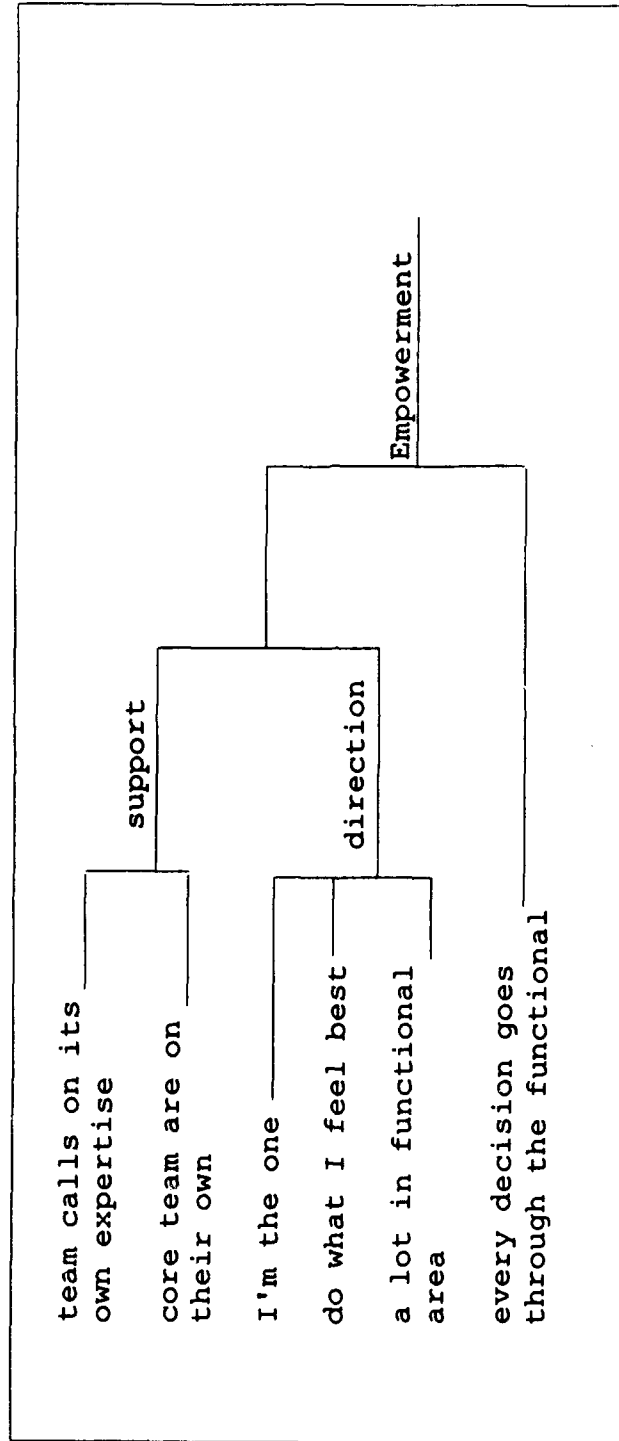 team calls on its
own expertise
core team are on
their own
I'm the one
do what I feel best
a lot in functional
area
every decision goes
through the functional
support
direction
Empowerment